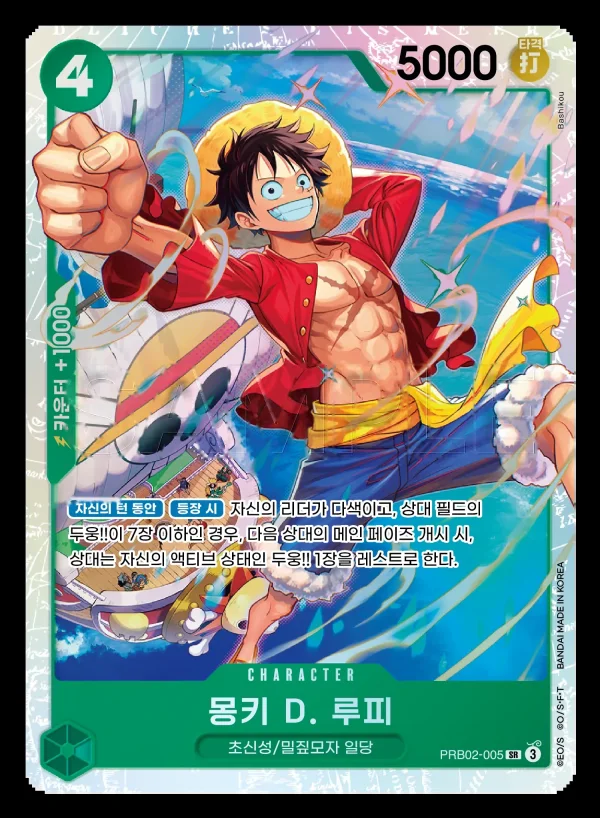 4
5000
타격
打
Bashikou
카운터 +1000
SAMPLE
자신의 턴 동안 등장 시 자신의 리더가 다색이고, 상대 필드의
두웅!!이 7장 이하인 경우, 다음 상대의 메인 페이즈 개시 시,
상대는 자신의 액티브 상태인 두웅!! 1장을 레스트로 한다.
CHARACTER
몽키 D. 루피
초신성/밀짚모자 일당
PRB02-005 SR 3
©EO/S ©O/S·F·T BANDAI MADE IN KOREA